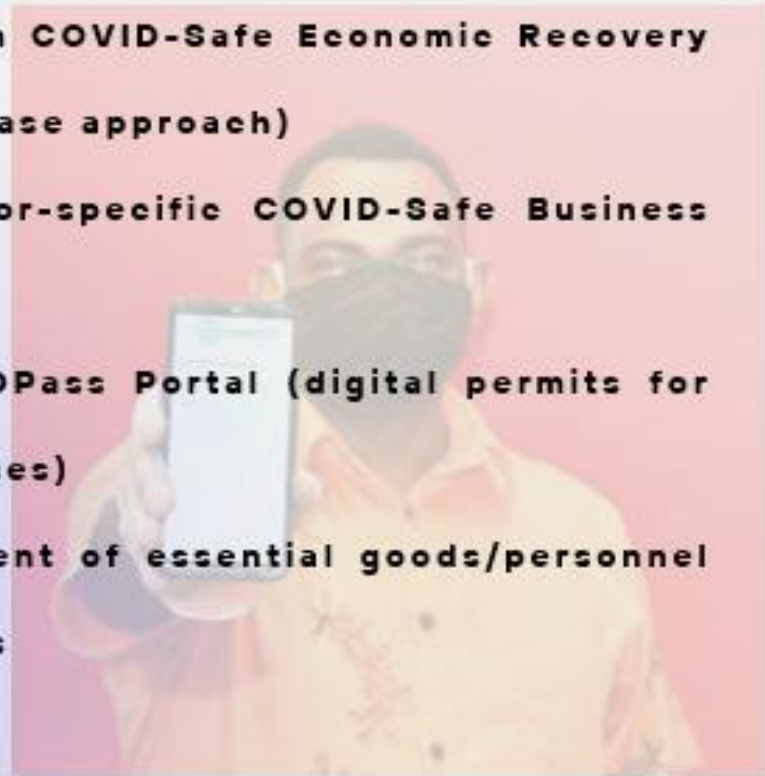 COVID-Safe Economic Recovery
ase approach)
or-specific COVID-Safe Business
Pass Portal (digital permits for
es)
ent of essential goods/personnel
s